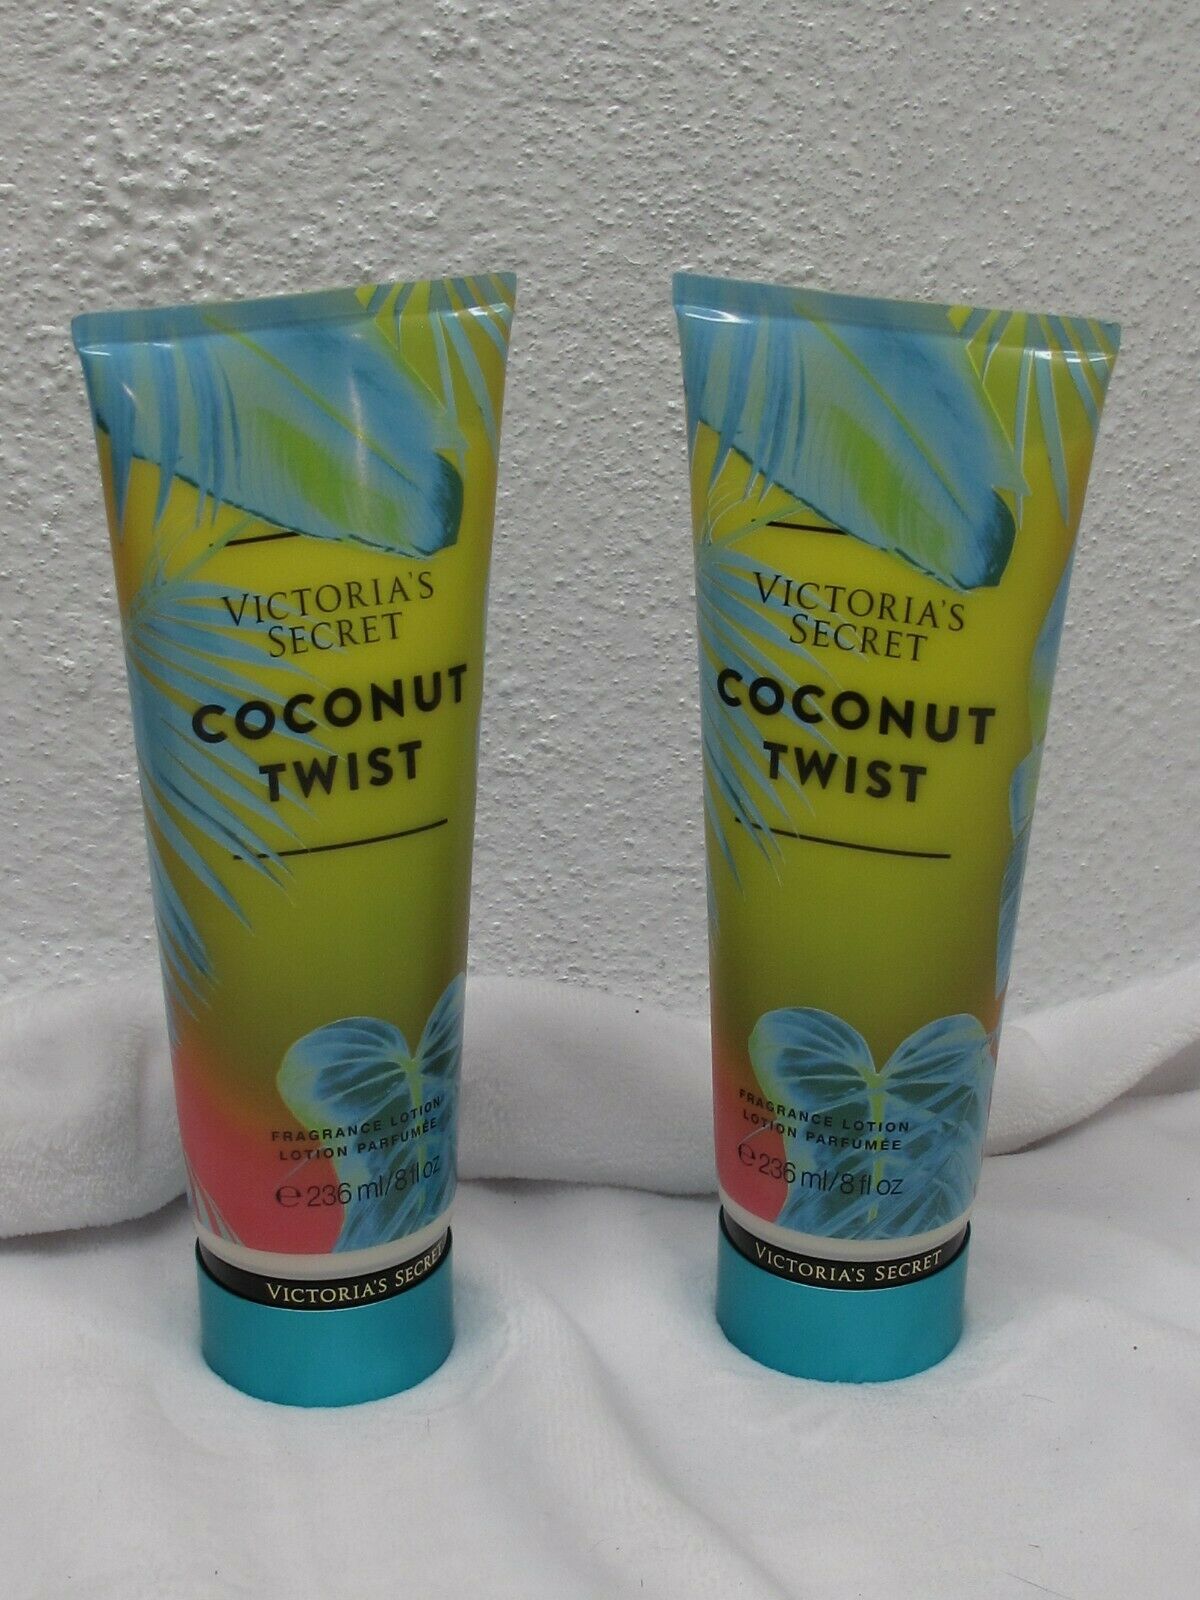 VICTORIA'S
SECRET
COCONUT
TWIST
FRAGRANCE LOTION
LOTION PARFUMÉE
℮236 ml/8 fl oz
VICTORIA'S SECRET
VICTORIA'S
SECRET
COCONUT
TWIST
FRAGRANCE LOTION
LOTION PARFUMÉE
℮236 ml/8 fl oz
VICTORIA'S SECRET